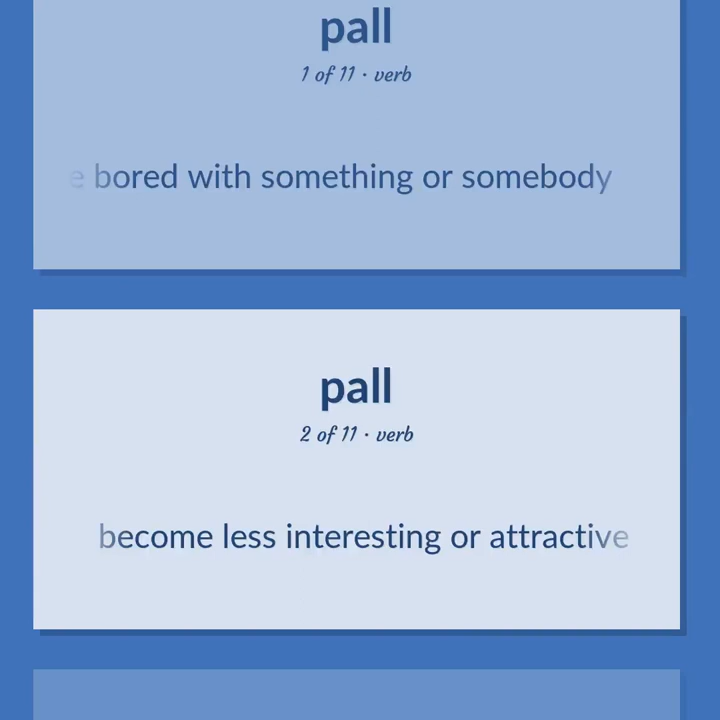 pall
1 of 11 · verb
e bored with something or somebody
pall
2 of 11 · verb
become less interesting or attractive